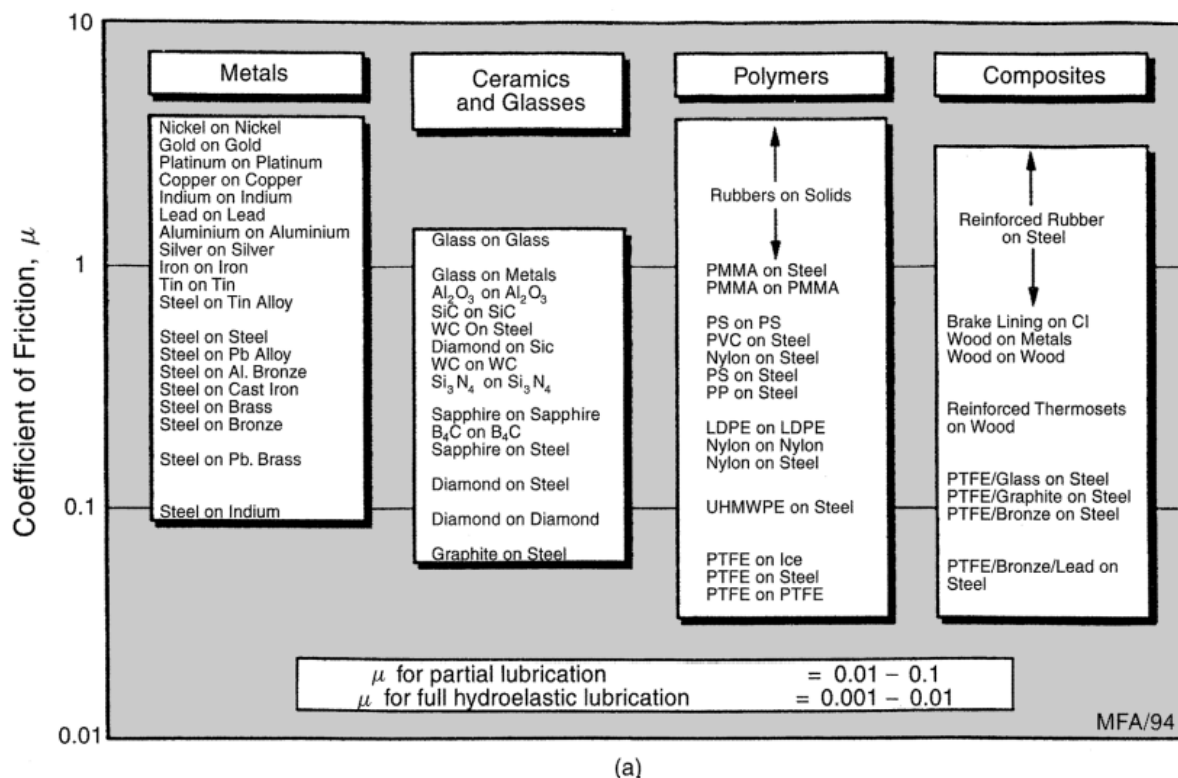 10
1
0.1
0.01
Coefficient of Friction, μ
Metals
Nickel on Nickel
Gold on Gold
Platinum on Platinum
Copper on Copper
Indium on Indium
Lead on Lead
Aluminium on Aluminium
Silver on Silver
Iron on Iron
Tin on Tin
Steel on Tin Alloy
Steel on Steel
Steel on Pb Alloy
Steel on Al. Bronze
Steel on Cast Iron
Steel on Brass
Steel on Bronze
Steel on Pb. Brass
Steel on Indium
Ceramics
and Glasses
Glass on Glass
Glass on Metals
Al₂O₃ on Al₂O₃
SiC on SiC
WC On Steel
Diamond on Sic
WC on WC
Si₃N₄ on Si₃N₄
Sapphire on Sapphire
B₄C on B₄C
Sapphire on Steel
Diamond on Steel
Diamond on Diamond
Graphite on Steel
Polymers
Rubbers on Solids
PMMA on Steel
PMMA on PMMA
PS on PS
PVC on Steel
Nylon on Steel
PS on Steel
PP on Steel
LDPE on LDPE
Nylon on Nylon
Nylon on Steel
UHMWPE on Steel
PTFE on Ice
PTFE on Steel
PTFE on PTFE
Composites
Reinforced Rubber
on Steel
Brake Lining on CI
Wood on Metals
Wood on Wood
Reinforced Thermosets
on Wood
PTFE/Glass on Steel
PTFE/Graphite on Steel
PTFE/Bronze on Steel
PTFE/Bronze/Lead on
Steel
μ for partial lubrication = 0.01 – 0.1
μ for full hydroelastic lubrication = 0.001 – 0.01
MFA/94
(a)